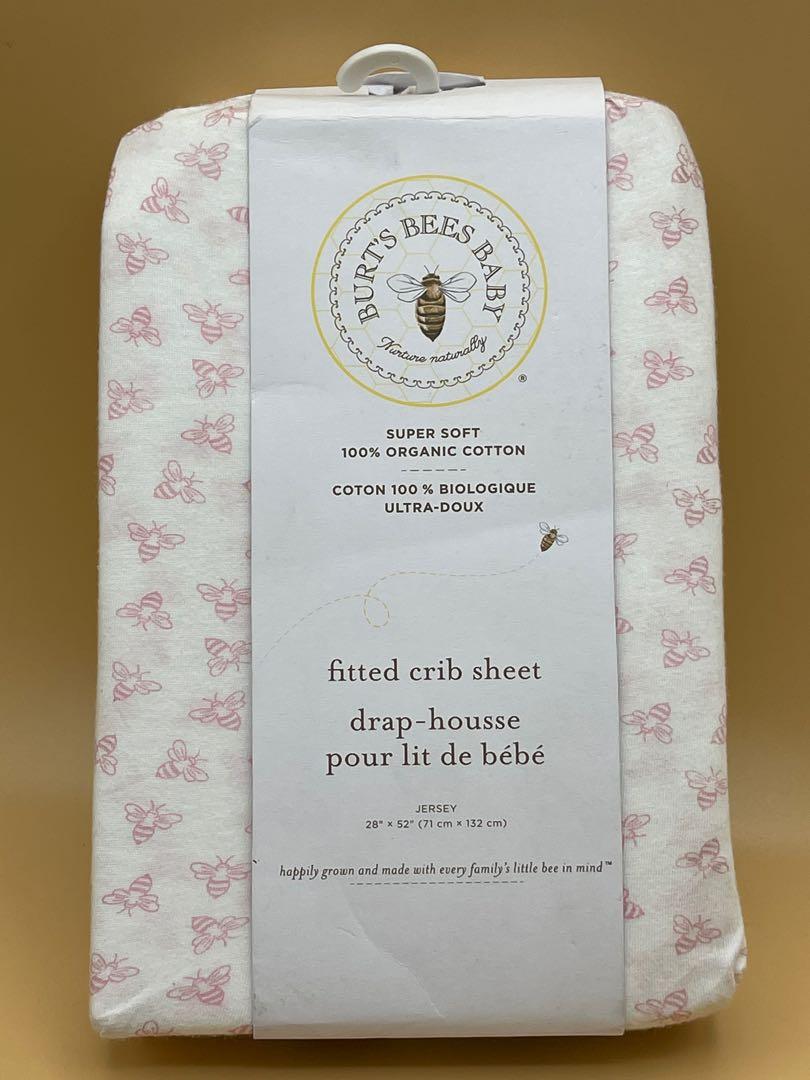 BURT'S BEES BABY
Nurture naturally
®
SUPER SOFT
100% ORGANIC COTTON
COTON 100 % BIOLOGIQUE
ULTRA-DOUX
fitted crib sheet
drap-housse
pour lit de bébé
JERSEY
28" × 52" (71 cm × 132 cm)
happily grown and made with every family's little bee in mind™